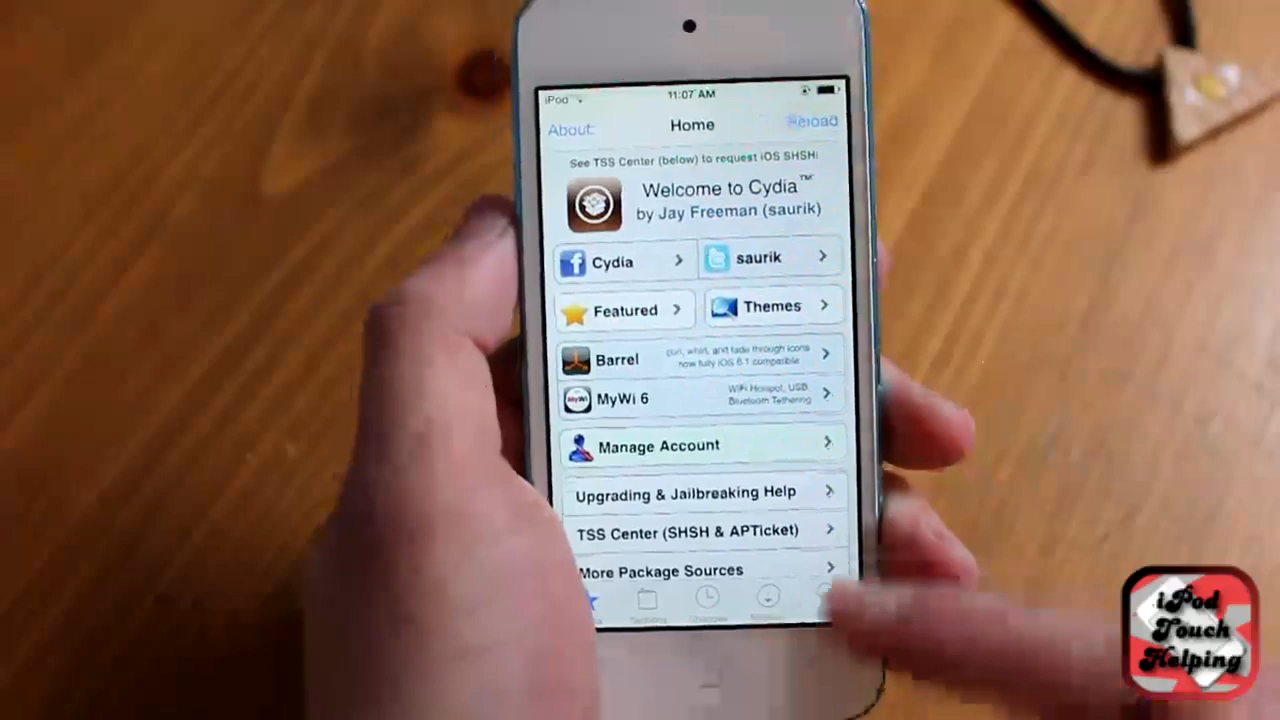 iPod
11:07 AM
About
Home
Reload
See TSS Center (below) to request iOS SHSH
Welcome to Cydia™
by Jay Freeman (saurik)
Cydia
saurik
Featured
Themes
Barrel
curl, whirl, and fade through icons
now fully iOS 6.1 compatible
MyWi
MyWi 6
WiFi Hotspot, USB
Bluetooth Tethering
Manage Account
Upgrading & Jailbreaking Help
TSS Center (SHSH & APTicket)
More Package Sources
iPod
Touch
Helping